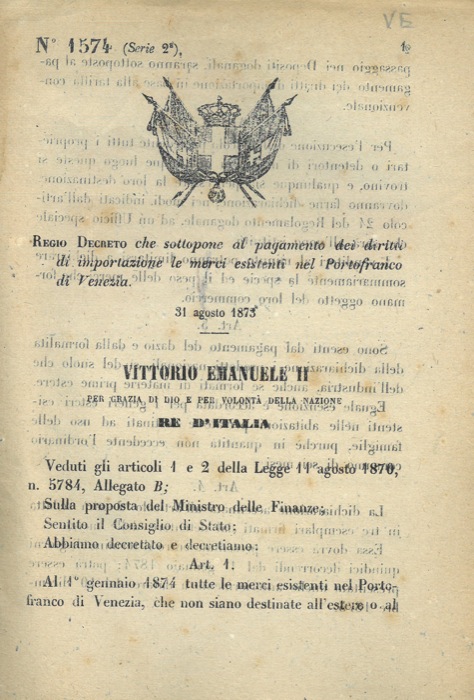 VE
N° 1574 (Serie 2ª),
12
REGIO DECRETO che sottopone al pagamento dei diritti
di importazione le merci esistenti nel Portofranco
di Venezia.
31 agosto 1873
VITTORIO EMANUELE II
PER GRAZIA DI DIO E PER VOLONTÀ DELLA NAZIONE
RE D'ITALIA
Veduti gli articoli 1 e 2 della Legge 11 agosto 1870,
n. 5784, Allegato B;
Sulla proposta del Ministro delle Finanze;
Sentito il Consiglio di Stato;
Abbiamo decretato e decretiamo:
Art. 1.
Al 1° gennaio 1874 tutte le merci esistenti nel Porto-
franco di Venezia, che non siano destinate all'estero o al